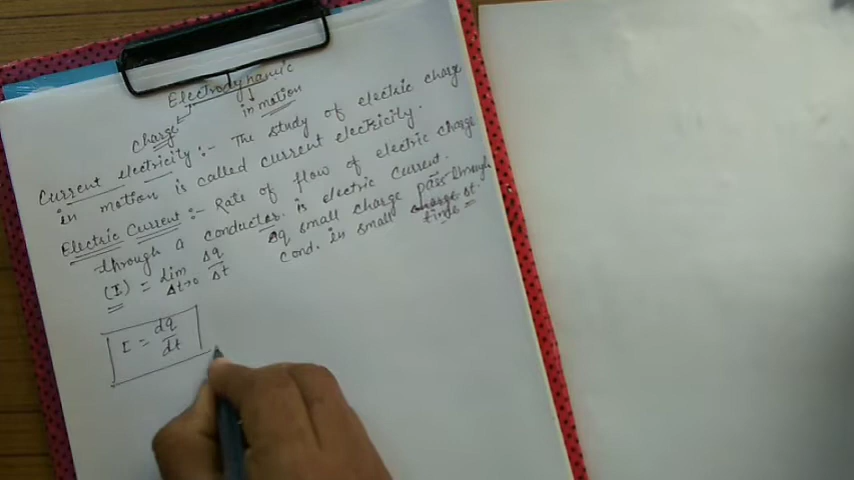 Electrodynamic
Charge in motion
Current electricity :- The study of electric charge
in motion is called current electricity.
Electric Current :- Rate of flow of electric charge
through a conductor. is electric current.
(I) = lim Δt→0 Δq/Δt
Δq small charge pass through
cond. in small charge Δt.
time
I = dq/dt